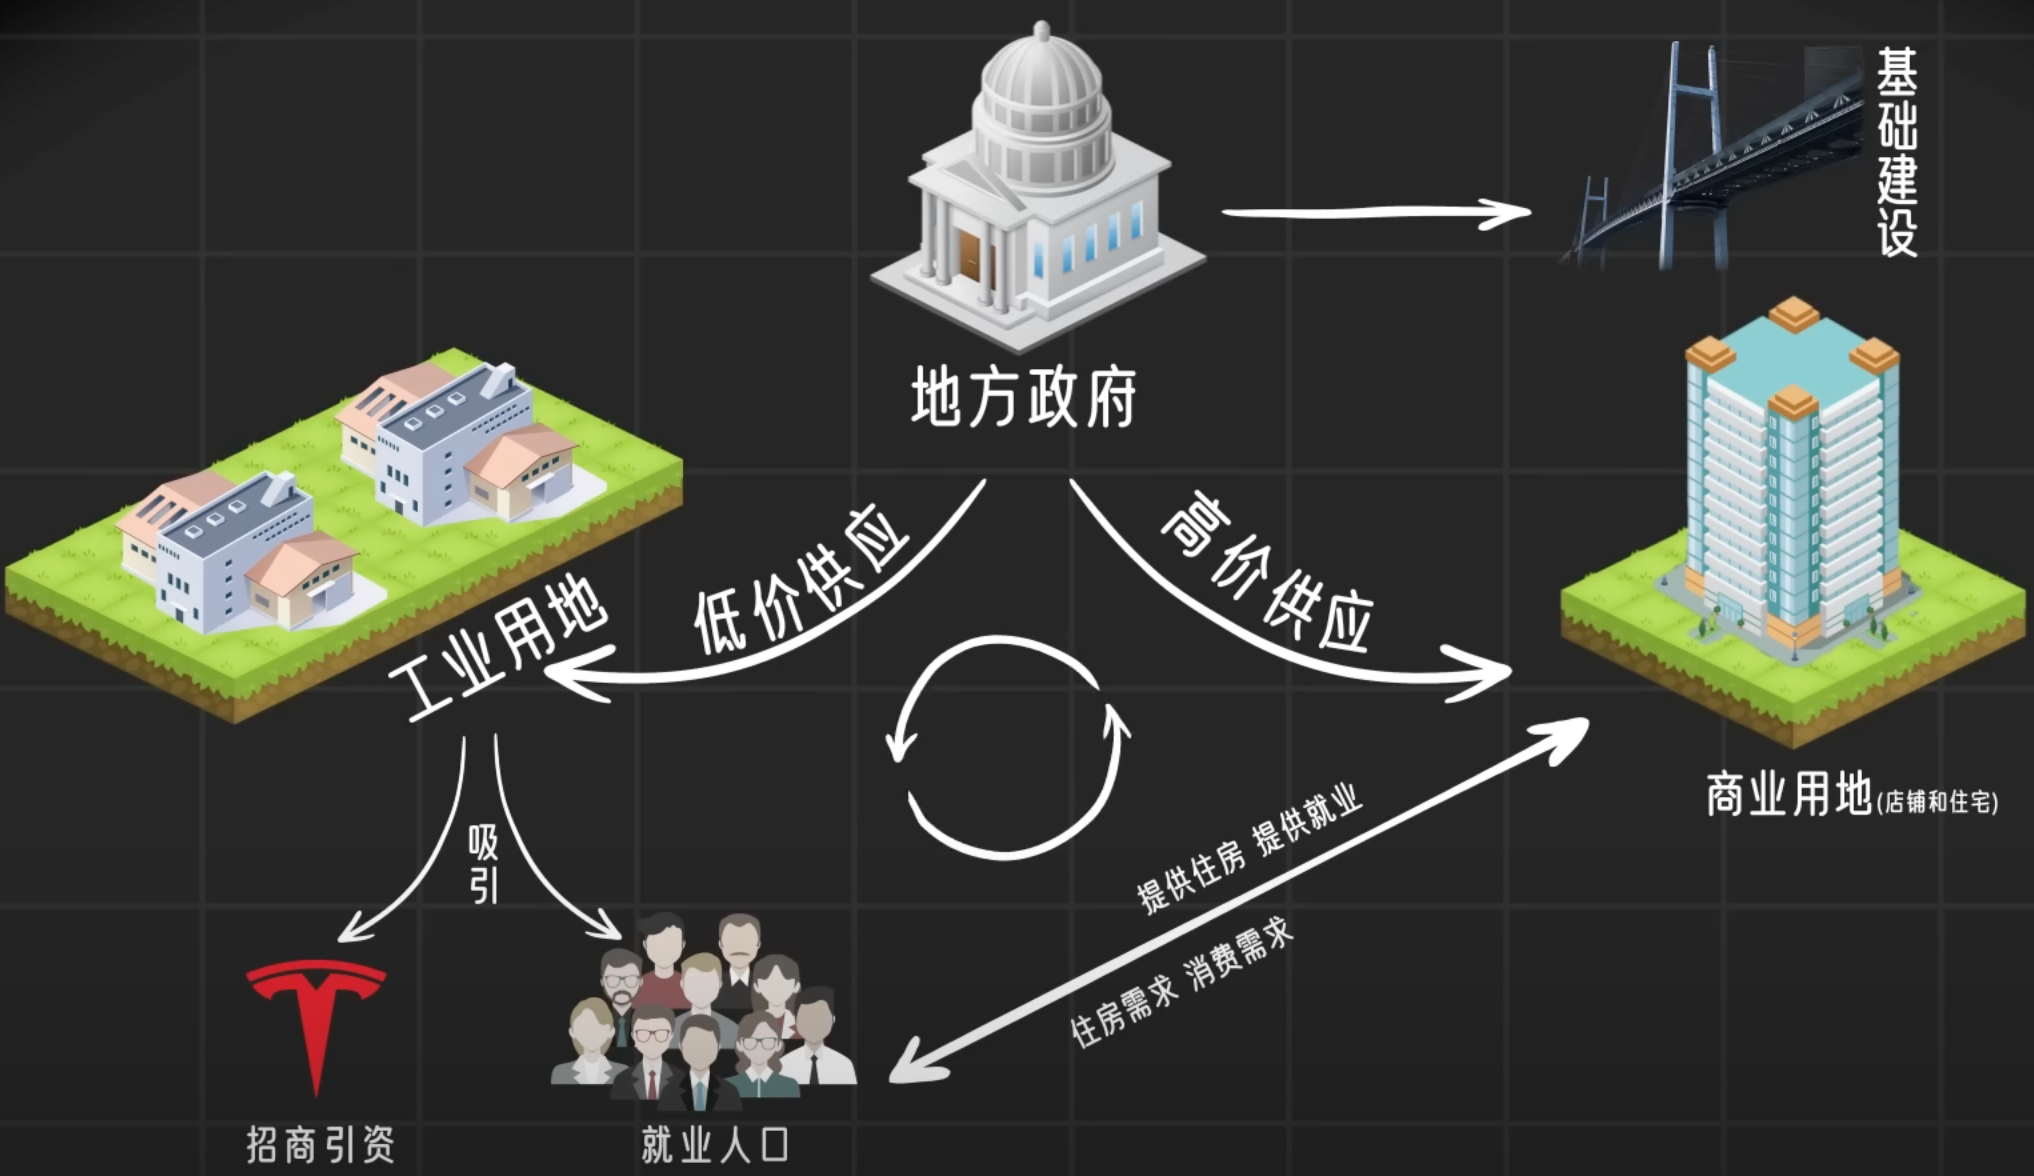 基础建设
地方政府
低价供应
高价供应
工业用地
商业用地(店铺和住宅)
吸引
提供住房 提供就业
住房需求 消费需求
招商引资
就业人口